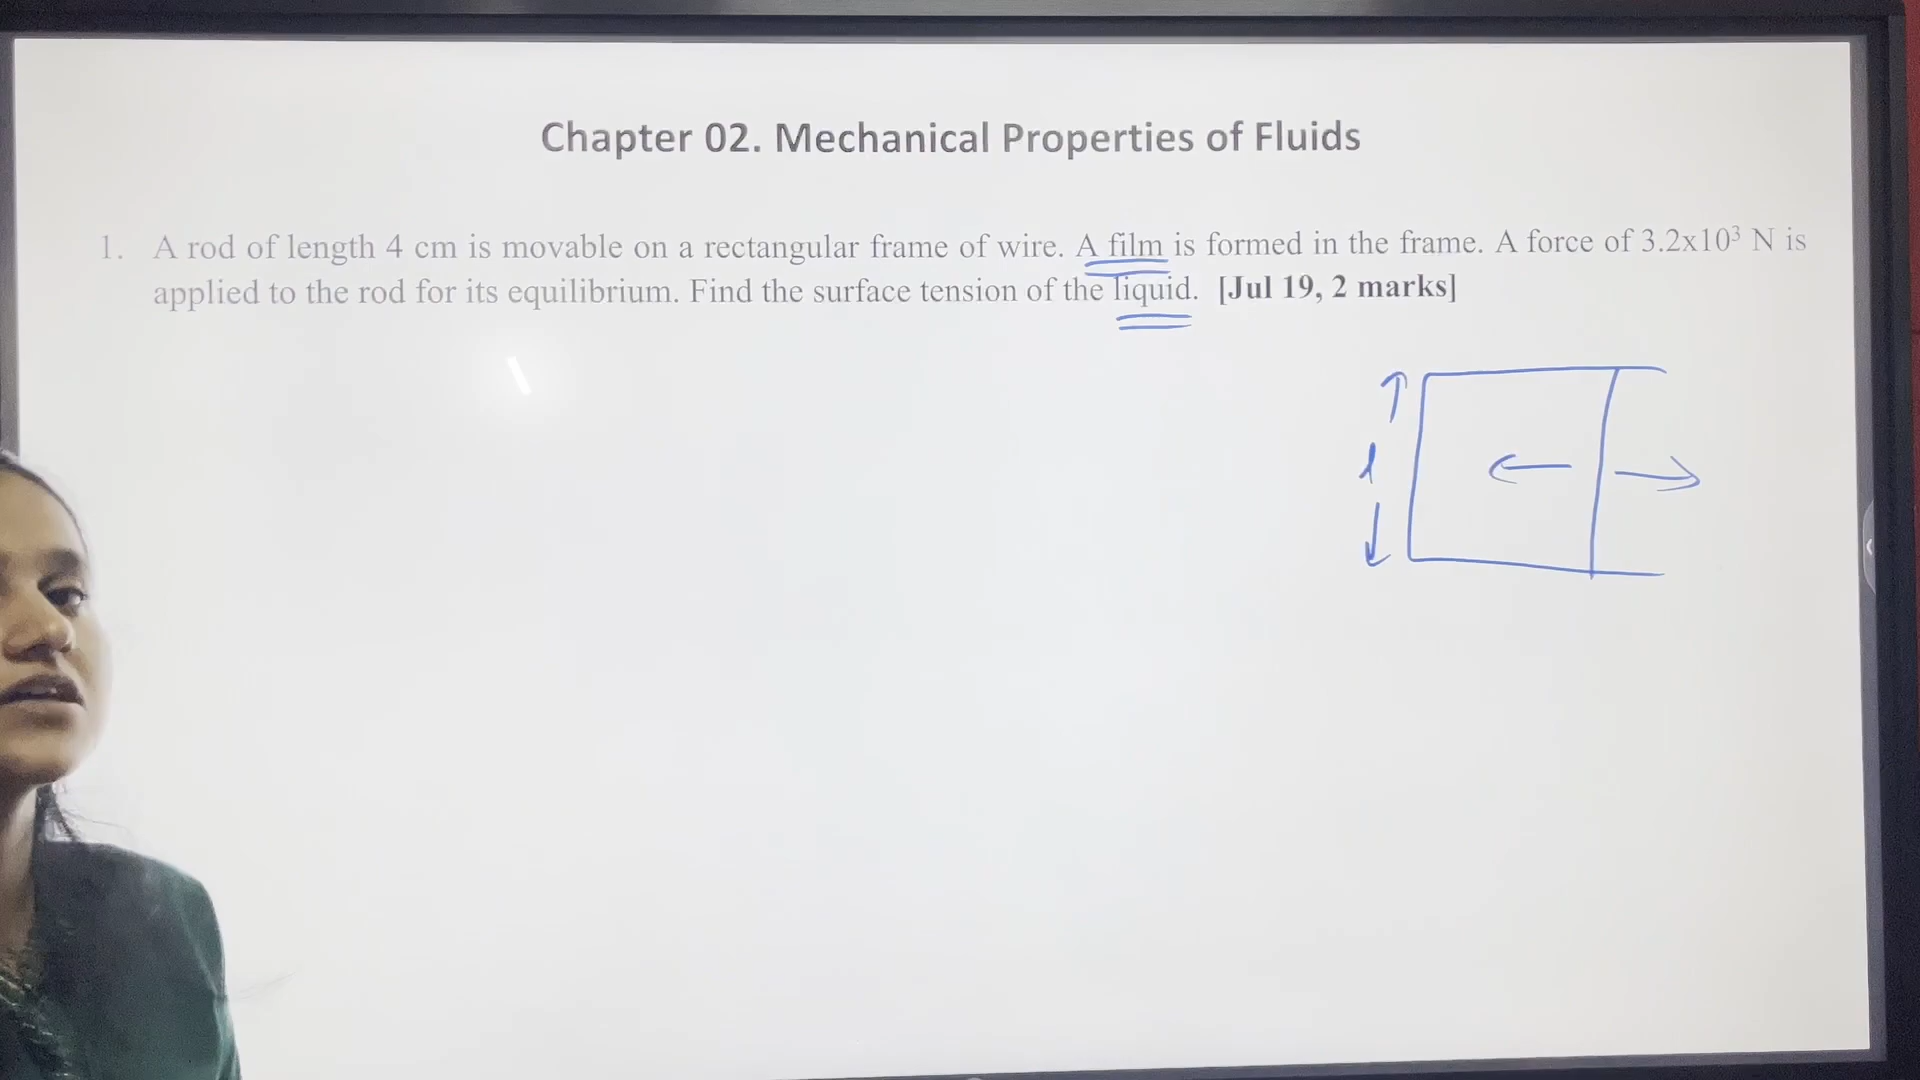 Chapter 02. Mechanical Properties of Fluids
1. A rod of length 4 cm is movable on a rectangular frame of wire. A film is formed in the frame. A force of 3.2x10³ N is
applied to the rod for its equilibrium. Find the surface tension of the liquid. [Jul 19, 2 marks]
l